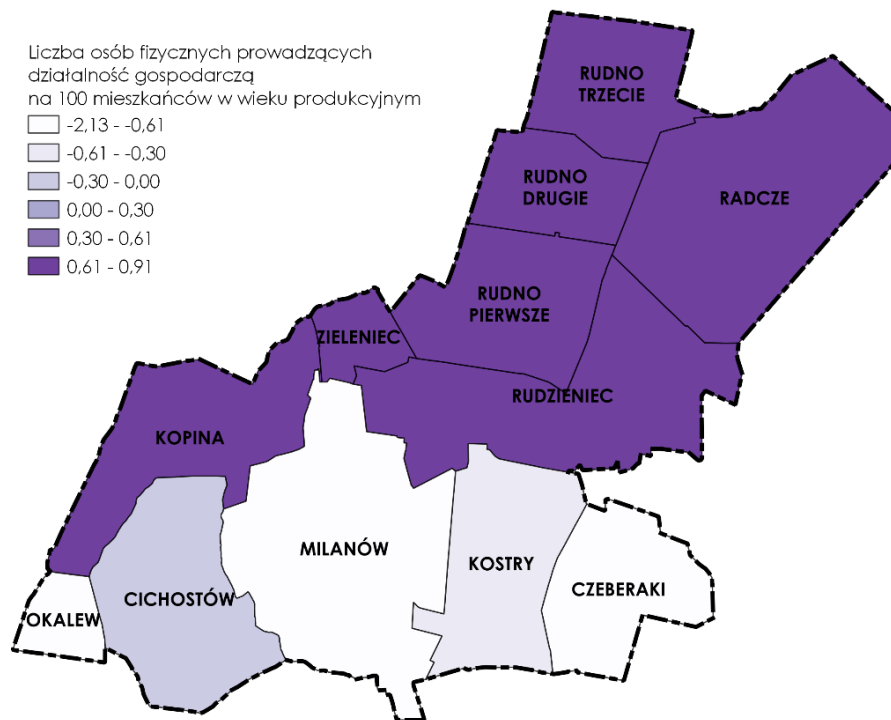 Liczba osób fizycznych prowadzących
działalność gospodarczą
na 100 mieszkańców w wieku produkcyjnym
-2,13 - -0,61
-0,61 - -0,30
-0,30 - 0,00
0,00 - 0,30
0,30 - 0,61
0,61 - 0,91
RUDNO
TRZECIE
RUDNO
DRUGIE
RADCZE
RUDNO
PIERWSZE
ZIELENIEC
RUDZIENIEC
KOPINA
MILANÓW
KOSTRY
CZEBERAKI
CICHOSTÓW
OKALEW